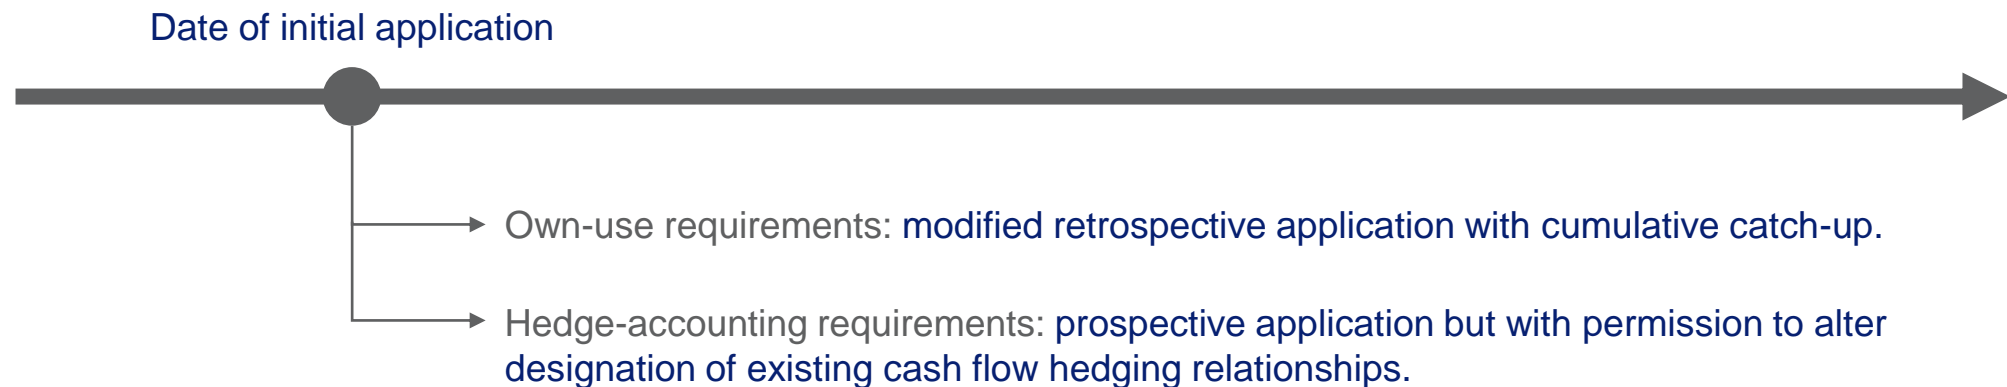 Date of initial application
Own-use requirements: modified retrospective application with cumulative catch-up.
Hedge-accounting requirements: prospective application but with permission to alter
designation of existing cash flow hedging relationships.